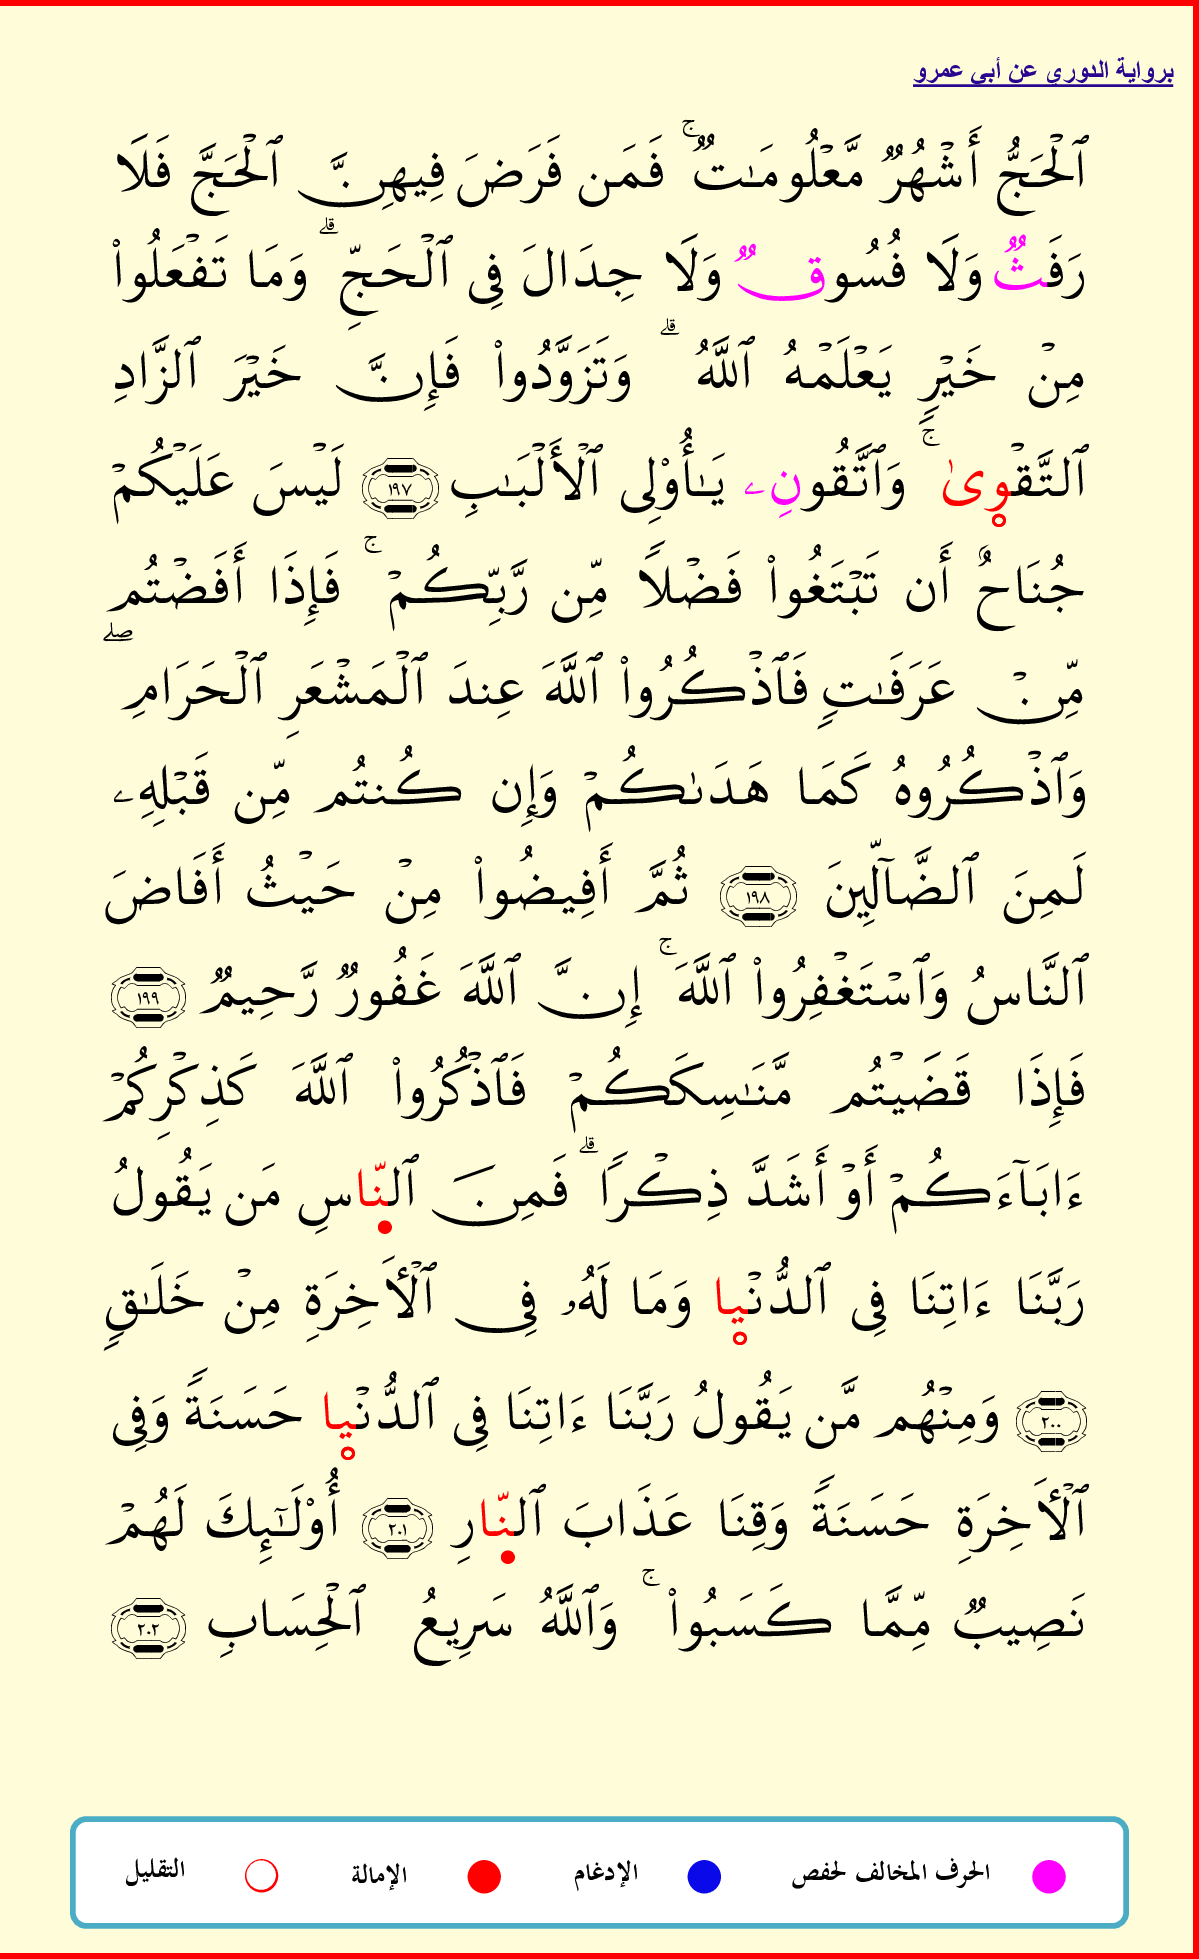 برواية الدوري عن أبي عمرو
ٱلْحَجُّ أَشْهُرٌ مَّعْلُومَٰتٌ ۚ فَمَن فَرَضَ فِيهِنَّ ٱلْحَجَّ فَلَا
رَفَثٌ وَلَا فُسُوقٌ وَلَا جِدَالَ فِى ٱلْحَجِّ ۗ وَمَا تَفْعَلُوا۟
مِنْ خَيْرٍ يَعْلَمْهُ ٱللَّهُ ۗ وَتَزَوَّدُوا۟ فَإِنَّ خَيْرَ ٱلزَّادِ
ٱلتَّقْوِىٰ ۚ وَٱتَّقُونِۦ يَٰٓأُو۟لِى ٱلْأَلْبَٰبِ ١٩٧ لَيْسَ عَلَيْكُمْ
جُنَاحٌ أَن تَبْتَغُوا۟ فَضْلًا مِّن رَّبِّكُمْ ۚ فَإِذَا أَفَضْتُم
مِّنْ عَرَفَٰتٍ فَٱذْكُرُوا۟ ٱللَّهَ عِندَ ٱلْمَشْعَرِ ٱلْحَرَامِ ۖ
وَٱذْكُرُوهُ كَمَا هَدَىٰكُمْ وَإِن كُنتُم مِّن قَبْلِهِۦ
لَمِنَ ٱلضَّآلِّينَ ١٩٨ ثُمَّ أَفِيضُوا۟ مِنْ حَيْثُ أَفَاضَ
ٱلنَّاسُ وَٱسْتَغْفِرُوا۟ ٱللَّهَ ۚ إِنَّ ٱللَّهَ غَفُورٌ رَّحِيمٌ ١٩٩
فَإِذَا قَضَيْتُم مَّنَٰسِكَكُمْ فَٱذْكُرُوا۟ ٱللَّهَ كَذِكْرِكُمْ
ءَابَآءَكُمْ أَوْ أَشَدَّ ذِكْرًا ۗ فَمِنَ ٱلنَّاسِ مَن يَقُولُ
رَبَّنَا ءَاتِنَا فِى ٱلدُّنْيِا وَمَا لَهُۥ فِى ٱلْأَخِرَةِ مِنْ خَلَٰقٍ
٢٠٠ وَمِنْهُم مَّن يَقُولُ رَبَّنَا ءَاتِنَا فِى ٱلدُّنْيِا حَسَنَةً وَفِى
ٱلْأَخِرَةِ حَسَنَةً وَقِنَا عَذَابَ ٱلنِّارِ ٢٠١ أُو۟لَٰٓئِكَ لَهُمْ
نَصِيبٌ مِّمَّا كَسَبُوا۟ ۚ وَٱللَّهُ سَرِيعُ ٱلْحِسَابِ ٢٠٢
الحرف المخالف لحفص الإدغام الإمالة التقليل